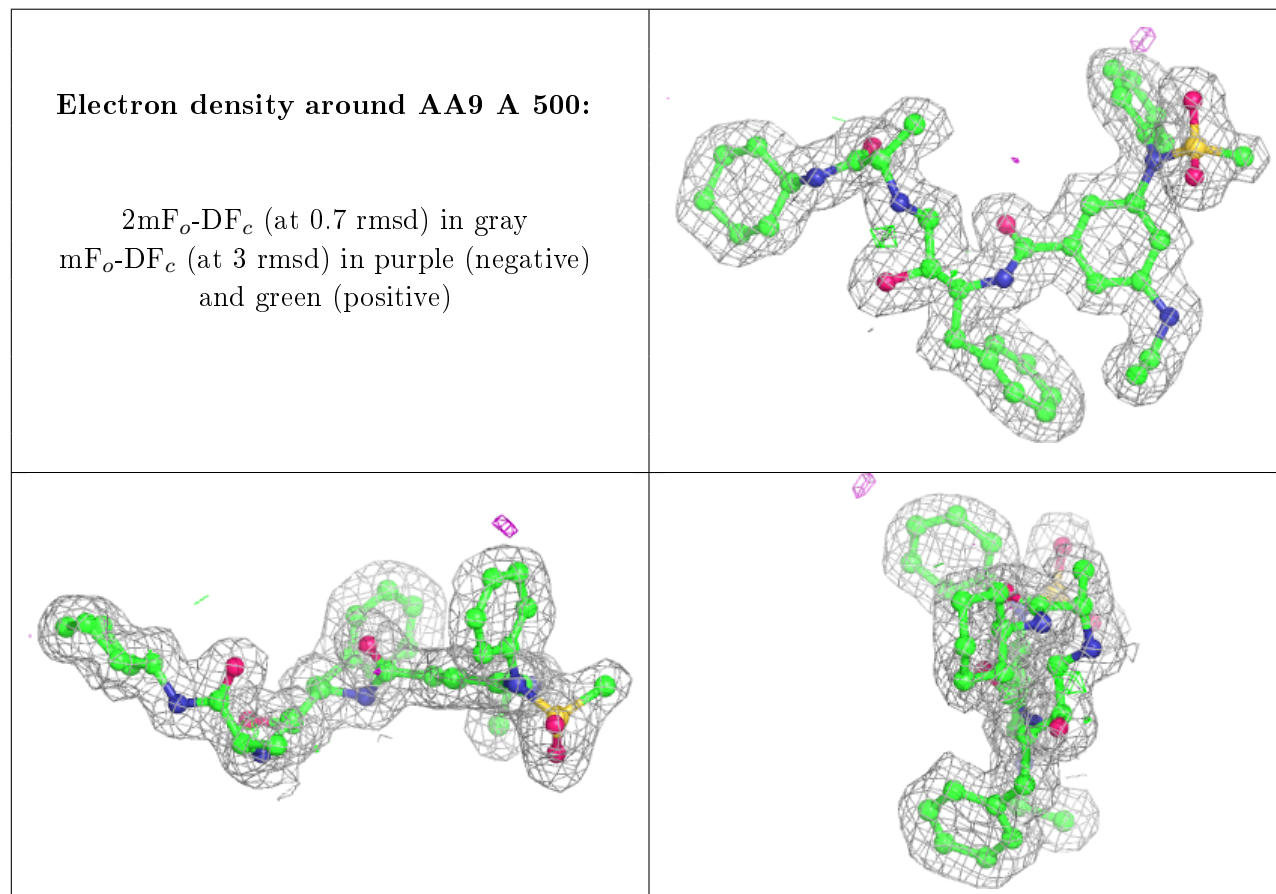 Electron density around AA9 A 500:
2mFo-DFc (at 0.7 rmsd) in gray
mFo-DFc (at 3 rmsd) in purple (negative)
and green (positive)